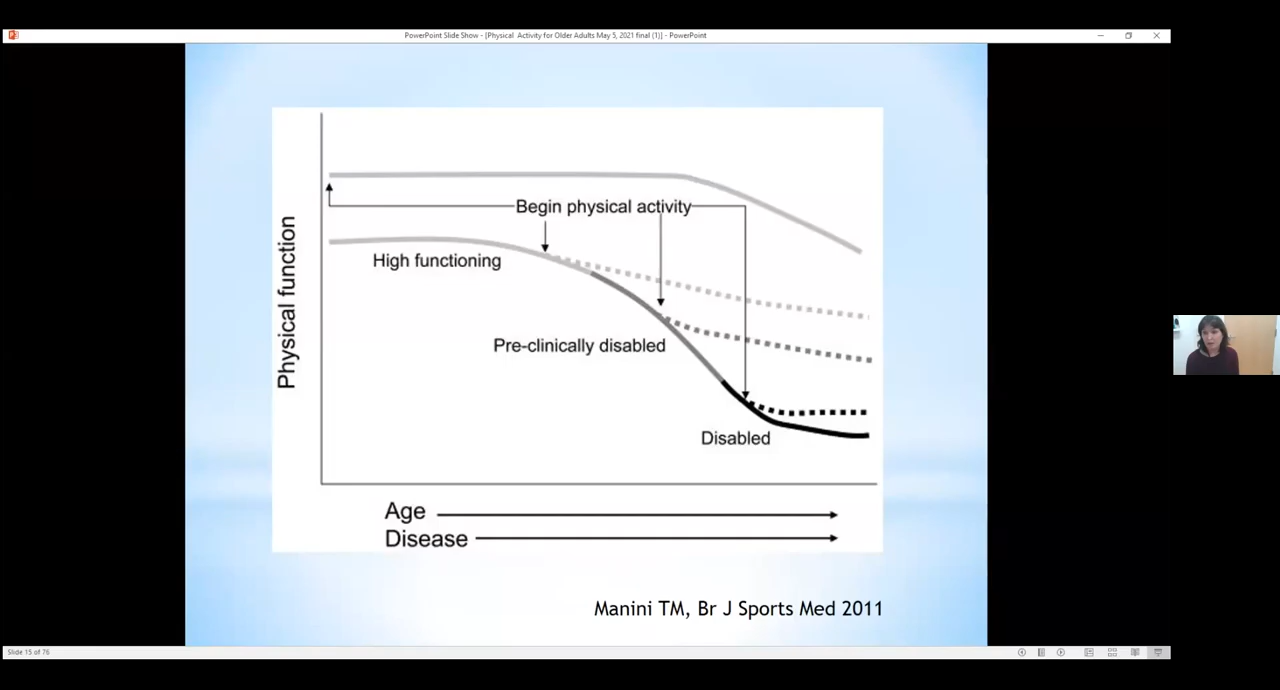 PowerPoint Slide Show - [Physical Activity for Older Adults May 5, 2021 final (1)] - PowerPoint
Begin physical activity
High functioning
Physical function
Pre-clinically disabled
Disabled
Age
Disease
Manini TM, Br J Sports Med 2011
Slide 15 of 76